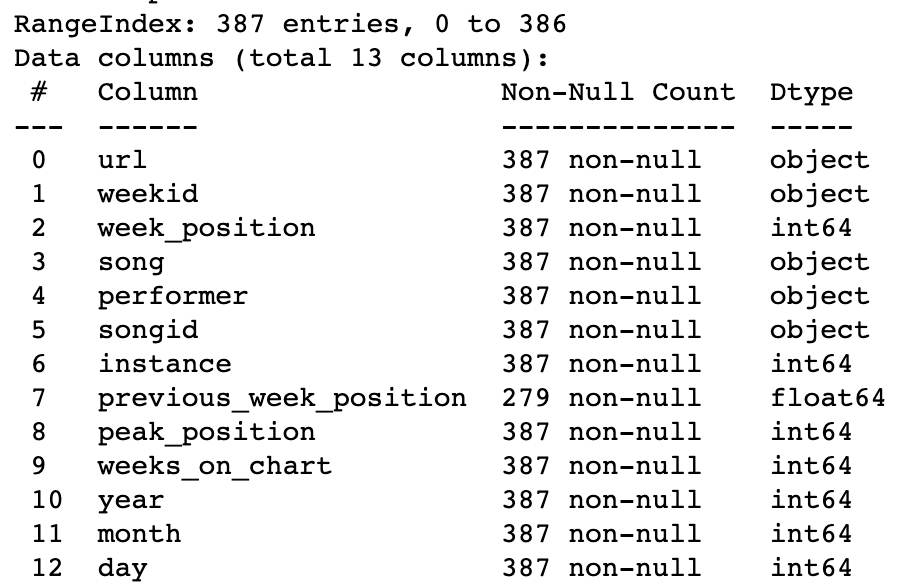 RangeIndex: 387 entries, 0 to 386
Data columns (total 13 columns):
 #   Column                  Non-Null Count  Dtype
---  ------                  --------------  -----
 0   url                     387 non-null    object
 1   weekid                  387 non-null    object
 2   week_position           387 non-null    int64
 3   song                    387 non-null    object
 4   performer               387 non-null    object
 5   songid                  387 non-null    object
 6   instance                387 non-null    int64
 7   previous_week_position  279 non-null    float64
 8   peak_position           387 non-null    int64
 9   weeks_on_chart          387 non-null    int64
 10  year                    387 non-null    int64
 11  month                   387 non-null    int64
 12  day                     387 non-null    int64